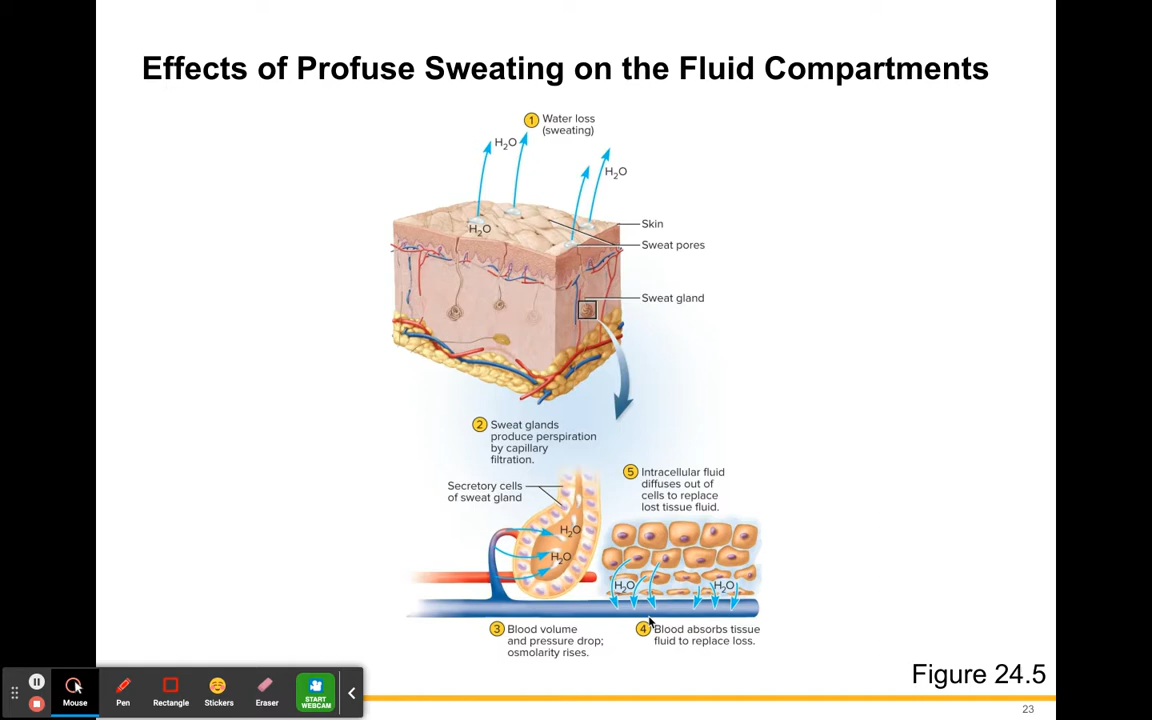 Effects of Profuse Sweating on the Fluid Compartments
1 Water loss
(sweating)
H₂O
H₂O
H₂O
Skin
Sweat pores
Sweat gland
2 Sweat glands
produce perspiration
by capillary
filtration.
5 Intracellular fluid
diffuses out of
cells to replace
lost tissue fluid.
Secretory cells
of sweat gland
H₂O
H₂O
H₂O
H₂O
3 Blood volume
and pressure drop;
osmolarity rises.
4 Blood absorbs tissue
fluid to replace loss.
Figure 24.5
23
Mouse
Pen
Rectangle
Stickers
Eraser
START
WEBCAM